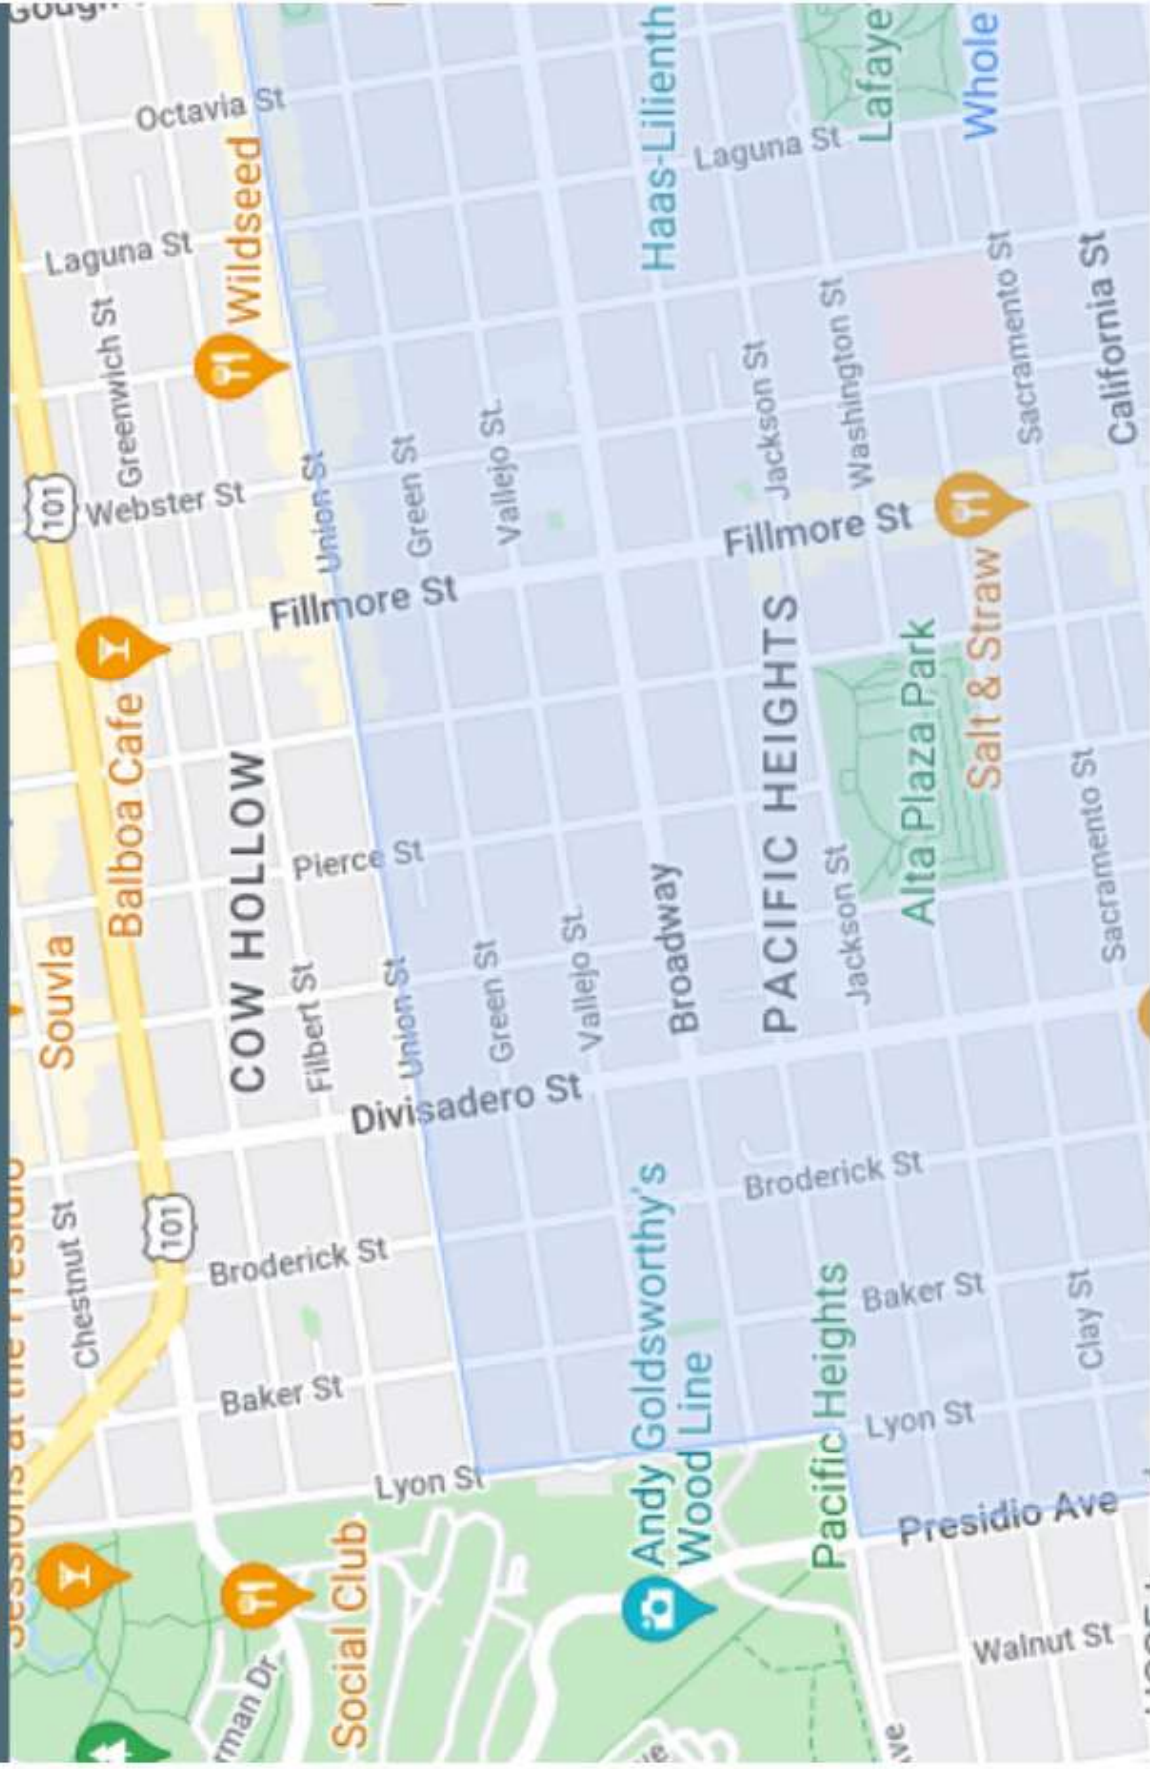 Octavia St
Laguna St
Greenwich St
Wildseed
Haas-Lilienth
Laguna St
Lafaye
Whole
101
Webster St
Union St
Green St
Vallejo St.
Jackson St
Washington St
Sacramento St
California St
Fillmore St
Fillmore St
Balboa Cafe
Souvla
COW HOLLOW
Pierce St
Filbert St
Union St
Green St
Vallejo St.
Broadway
PACIFIC HEIGHTS
Jackson St
Alta Plaza Park
Salt & Straw
Sacramento St
Divisadero St
101
Chestnut St
Broderick St
Broderick St
Baker St
Baker St
Clay St
Lyon St
Lyon St
Andy Goldsworthy's
Wood Line
Pacific Heights
Presidio Ave
Walnut St
Social Club
rman Dr